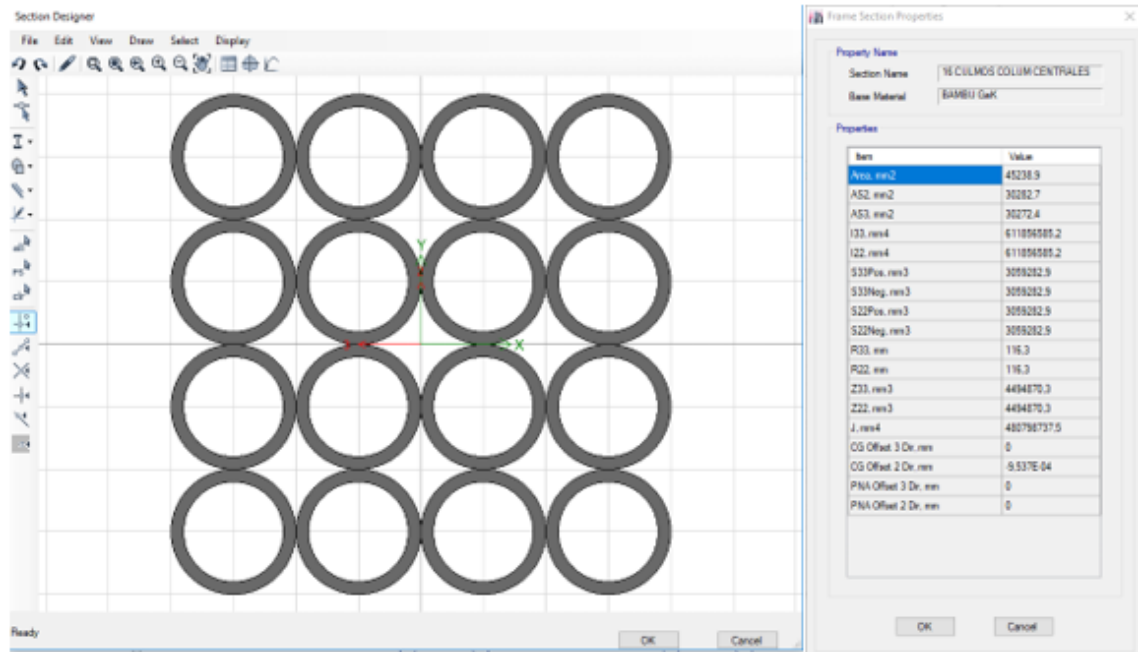 Section Designer
File Edit View Draw Select Display
Y
X
Ready
OK Cancel
Frame Section Properties
Property Name
Section Name 16 CULMOS COLUM CENTRALES
Base Material BAMBU GaK
Properties
Item Value
Area, mm2 45238.9
AS2, mm2 30282.7
AS3, mm2 30272.4
I33, mm4 611856585.2
I22, mm4 611856585.2
S33Pos, mm3 3059282.9
S33Neg, mm3 3059282.9
S22Pos, mm3 3059282.9
S22Neg, mm3 3059282.9
R33, mm 116.3
R22, mm 116.3
Z33, mm3 4494870.3
Z22, mm3 4494870.3
J, mm4 480798737.5
CG Offset 3 Dir, mm 0
CG Offset 2 Dir, mm -9.537E-04
PNA Offset 3 Dir, mm 0
PNA Offset 2 Dir, mm 0
OK Cancel